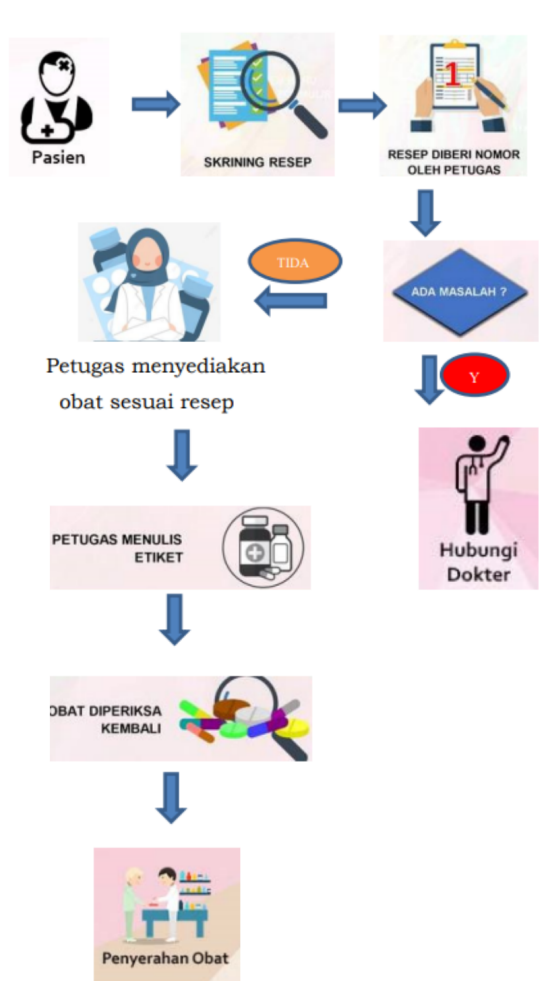 Pasien
SKRINING RESEP
1
RESEP DIBERI NOMOR
OLEH PETUGAS
TIDA
ADA MASALAH ?
Petugas menyediakan
obat sesuai resep
Y
Hubungi
Dokter
PETUGAS MENULIS
ETIKET
OBAT DIPERIKSA
KEMBALI
Penyerahan Obat